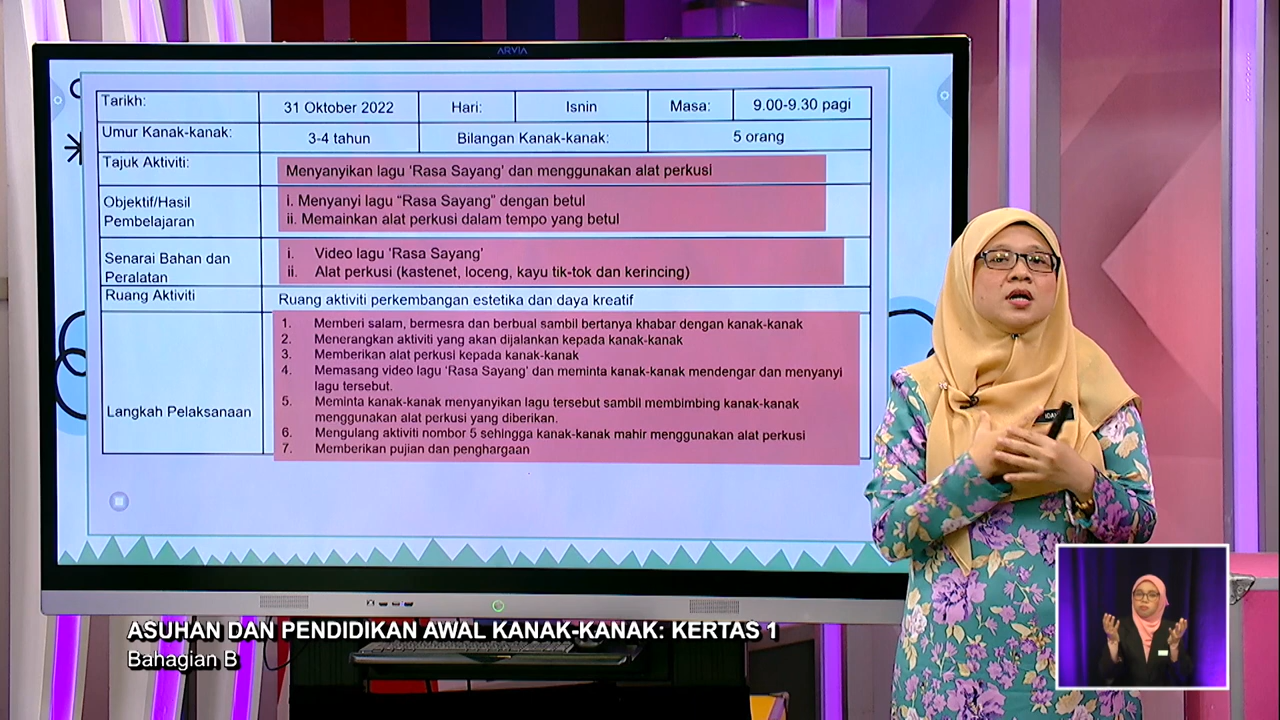 ARVIA
Tarikh: 31 Oktober 2022 Hari: Isnin Masa: 9.00-9.30 pagi
Umur Kanak-kanak: 3-4 tahun Bilangan Kanak-kanak: 5 orang
Tajuk Aktiviti: Menyanyikan lagu ‘Rasa Sayang’ dan menggunakan alat perkusi
Objektif/Hasil
Pembelajaran
i. Menyanyi lagu “Rasa Sayang” dengan betul
ii. Memainkan alat perkusi dalam tempo yang betul
Senarai Bahan dan
Peralatan
i. Video lagu ‘Rasa Sayang’
ii. Alat perkusi (kastenet, loceng, kayu tik-tok dan kerincing)
Ruang Aktiviti Ruang aktiviti perkembangan estetika dan daya kreatif
Langkah Pelaksanaan
1. Memberi salam, bermesra dan berbual sambil bertanya khabar dengan kanak-kanak
2. Menerangkan aktiviti yang akan dijalankan kepada kanak-kanak
3. Memberikan alat perkusi kepada kanak-kanak
4. Memasang video lagu ‘Rasa Sayang’ dan meminta kanak-kanak mendengar dan menyanyi
lagu tersebut.
5. Meminta kanak-kanak menyanyikan lagu tersebut sambil membimbing kanak-kanak
menggunakan alat perkusi yang diberikan.
6. Mengulang aktiviti nombor 5 sehingga kanak-kanak mahir menggunakan alat perkusi
7. Memberikan pujian dan penghargaan
ASUHAN DAN PENDIDIKAN AWAL KANAK-KANAK: KERTAS 1
Bahagian B